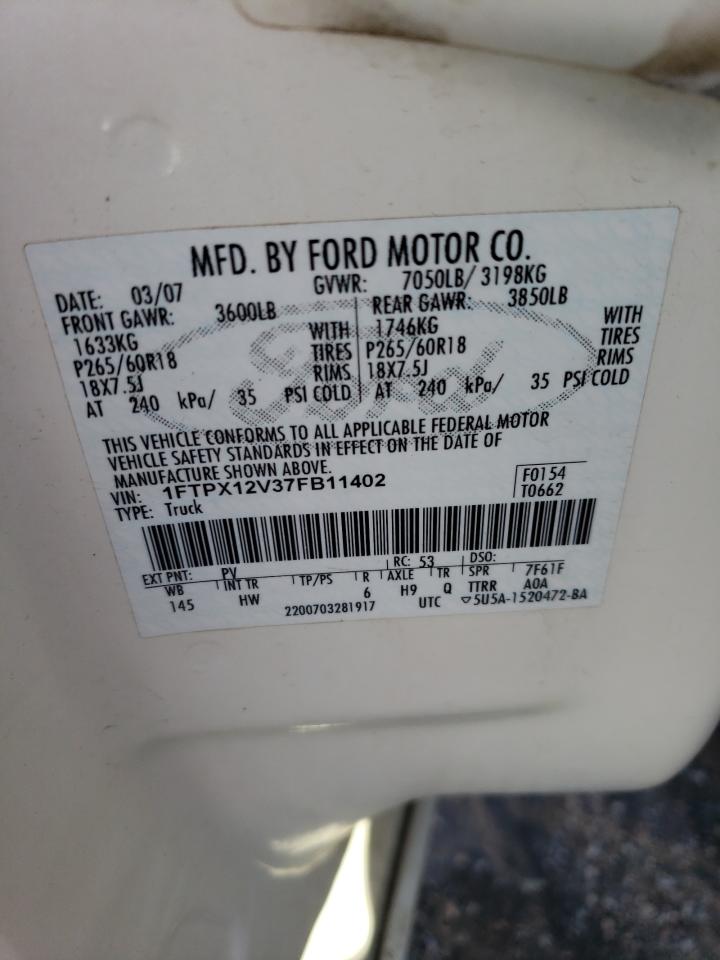 MFD. BY FORD MOTOR CO.
DATE: 03/07 GVWR: 7050LB/ 3198KG
FRONT GAWR: 3600LB REAR GAWR: 3850LB
1633KG WITH 1746KG WITH
P265/60R18 TIRES P265/60R18 TIRES
18X7.5J RIMS 18X7.5J RIMS
AT 240 kPa/ 35 PSI COLD AT 240 kPa/ 35 PSI COLD
Ford
THIS VEHICLE CONFORMS TO ALL APPLICABLE FEDERAL MOTOR
VEHICLE SAFETY STANDARDS IN EFFECT ON THE DATE OF
MANUFACTURE SHOWN ABOVE.
VIN: 1FTPX12V37FB11402 F0154
TYPE: Truck T0662
EXT PNT: PV RC: 53 DSO:
WB INT TR TP/PS R AXLE TR SPR 7F61F
145 HW 6 H9 Q TTRR A0A
2200703281917 UTC ▽5U5A-1520472-BA